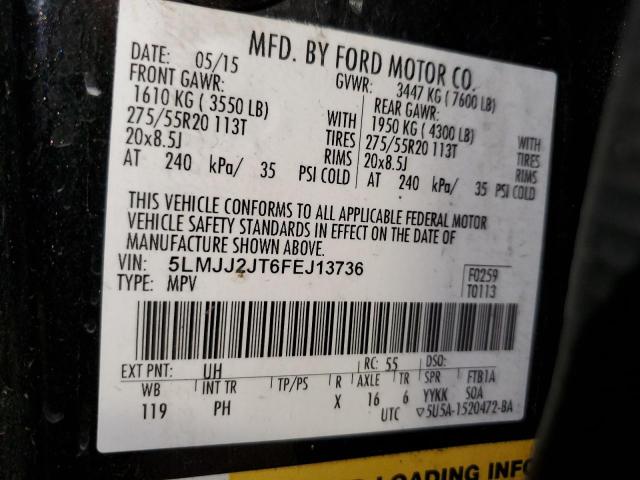 MFD. BY FORD MOTOR CO.
DATE: 05/15 GVWR: 3447 KG (7600 LB)
FRONT GAWR: REAR GAWR:
1610 KG (3550 LB) WITH 1950 KG (4300 LB) WITH
275/55R20 113T TIRES 275/55R20 113T TIRES
20x8.5J RIMS 20x8.5J RIMS
AT 240 kPa/ 35 PSI COLD AT 240 kPa/ 35 PSI COLD
THIS VEHICLE CONFORMS TO ALL APPLICABLE FEDERAL MOTOR
VEHICLE SAFETY STANDARDS IN EFFECT ON THE DATE OF
MANUFACTURE SHOWN ABOVE.
VIN: 5LMJJ2JT6FEJ13736 F0259
TYPE: MPV T0113
EXT PNT: UH RC: 55 DSO:
WB INT TR TP/PS R AXLE TR SPR FTB1A
119 PH X 16 6 YYKK SOA
UTC ▽5U5A-1520472-BA
LOADING INFO